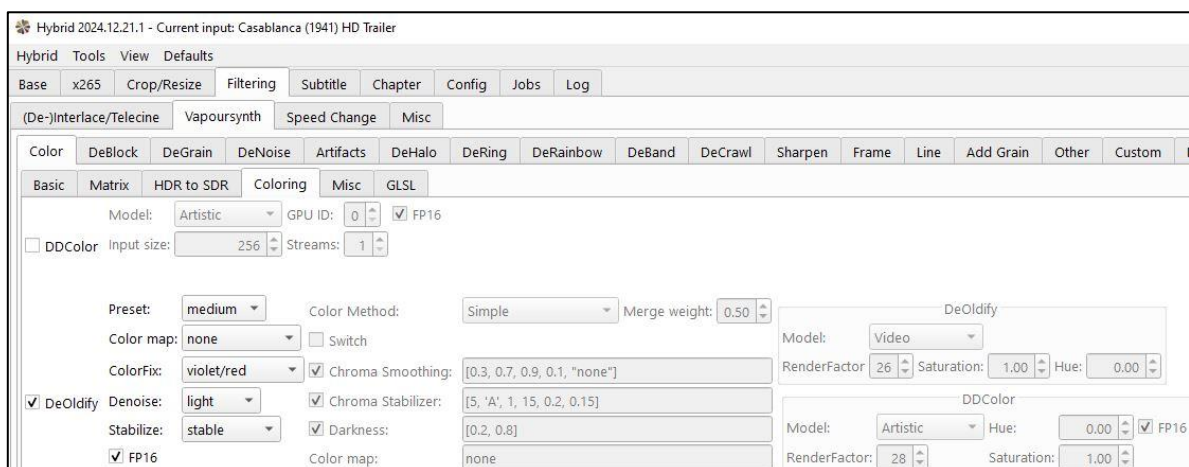 Hybrid 2024.12.21.1 - Current input: Casablanca (1941) HD Trailer
Hybrid Tools View Defaults
Base x265 Crop/Resize Filtering Subtitle Chapter Config Jobs Log
(De-)Interlace/Telecine Vapoursynth Speed Change Misc
Color DeBlock DeGrain DeNoise Artifacts DeHalo DeRing DeRainbow DeBand DeCrawl Sharpen Frame Line Add Grain Other Custom
Basic Matrix HDR to SDR Coloring Misc GLSL
Model: Artistic GPU ID: 0 FP16
DDColor Input size: 256 Streams: 1
Preset: medium Color Method: Simple Merge weight: 0.50 DeOldify
Color map: none Switch Model: Video
ColorFix: violet/red Chroma Smoothing: [0.3, 0.7, 0.9, 0.1, "none"] RenderFactor 26 Saturation: 1.00 Hue: 0.00
DeOldify Denoise: light Chroma Stabilizer: [5, 'A', 1, 15, 0.2, 0.15] DDColor
Stabilize: stable Darkness: [0.2, 0.8] Model: Artistic Hue: 0.00 FP16
FP16 Color map: none RenderFactor: 28 Saturation: 1.00